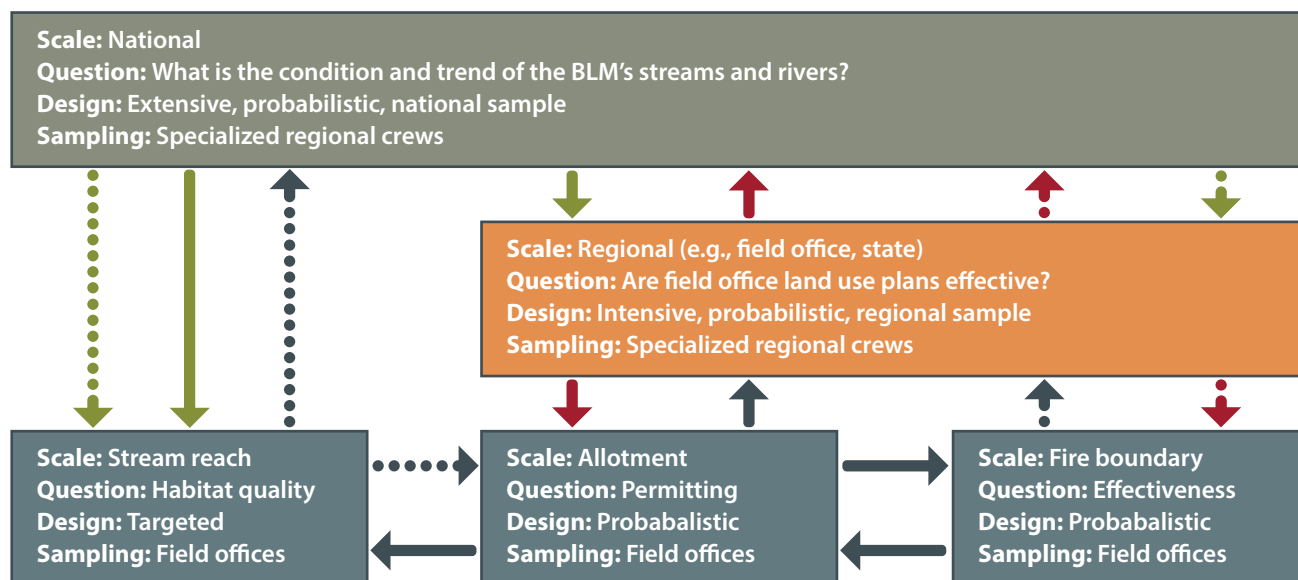 Scale: National
Question: What is the condition and trend of the BLM's streams and rivers?
Design: Extensive, probabilistic, national sample
Sampling: Specialized regional crews
Scale: Regional (e.g., field office, state)
Question: Are field office land use plans effective?
Design: Intensive, probabilistic, regional sample
Sampling: Specialized regional crews
Scale: Stream reach
Question: Habitat quality
Design: Targeted
Sampling: Field offices
Scale: Allotment
Question: Permitting
Design: Probabalistic
Sampling: Field offices
Scale: Fire boundary
Question: Effectiveness
Design: Probabalistic
Sampling: Field offices